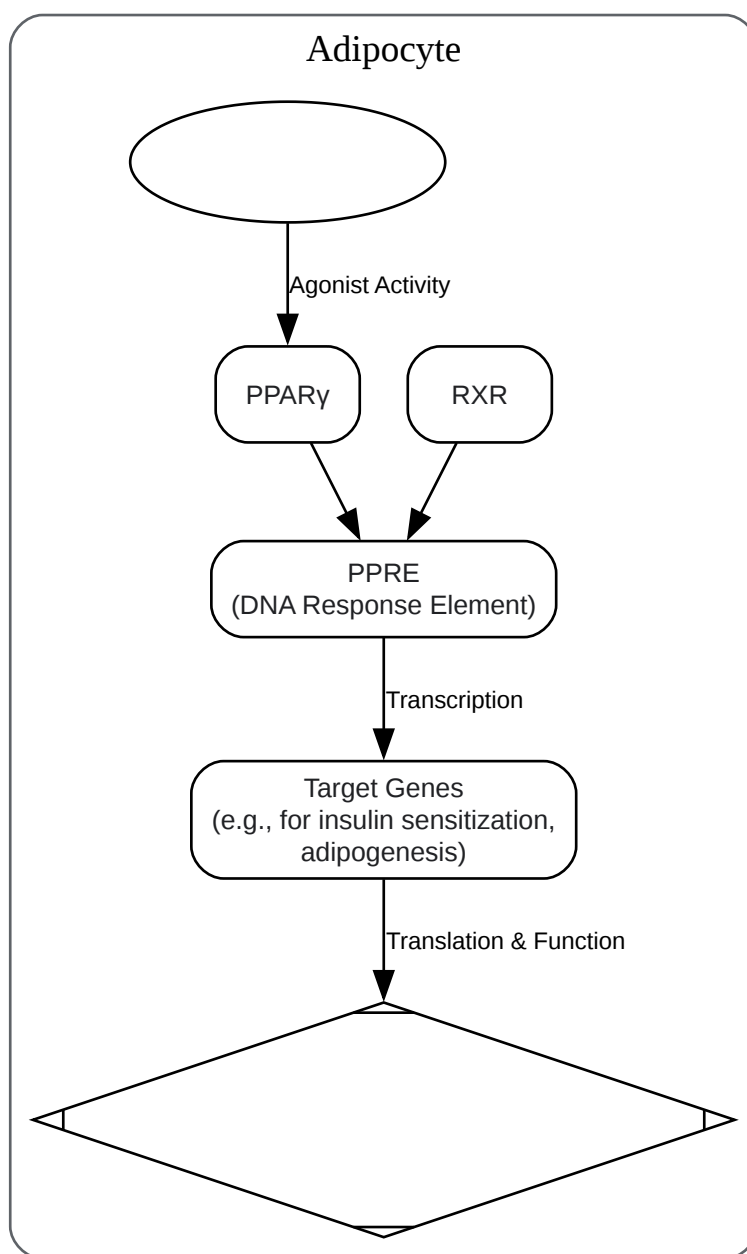 Adipocyte
Agonist Activity
PPARγ
RXR
PPRE
(DNA Response Element)
Transcription
Target Genes
(e.g., for insulin sensitization,
adipogenesis)
Translation & Function